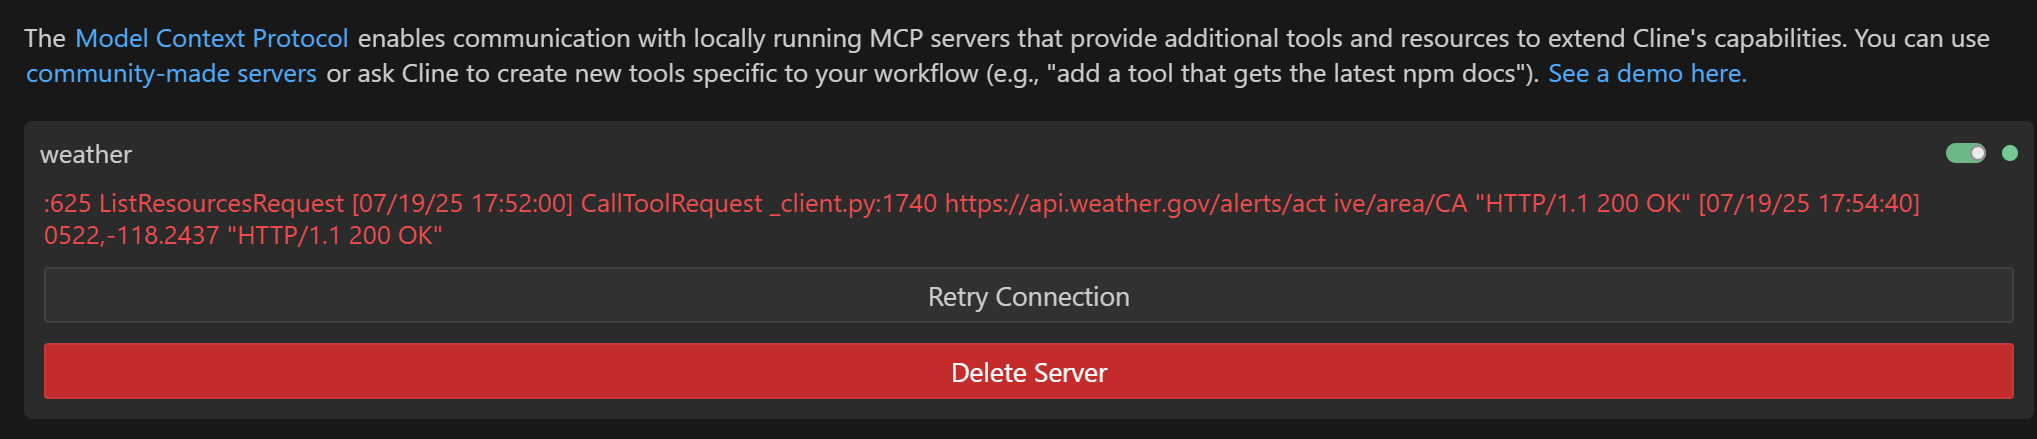 The Model Context Protocol enables communication with locally running MCP servers that provide additional tools and resources to extend Cline's capabilities. You can use
community-made servers or ask Cline to create new tools specific to your workflow (e.g., "add a tool that gets the latest npm docs"). See a demo here.
weather
:625 ListResourcesRequest [07/19/25 17:52:00] CallToolRequest _client.py:1740 https://api.weather.gov/alerts/act ive/area/CA "HTTP/1.1 200 OK" [07/19/25 17:54:40]
0522,-118.2437 "HTTP/1.1 200 OK"
Retry Connection
Delete Server